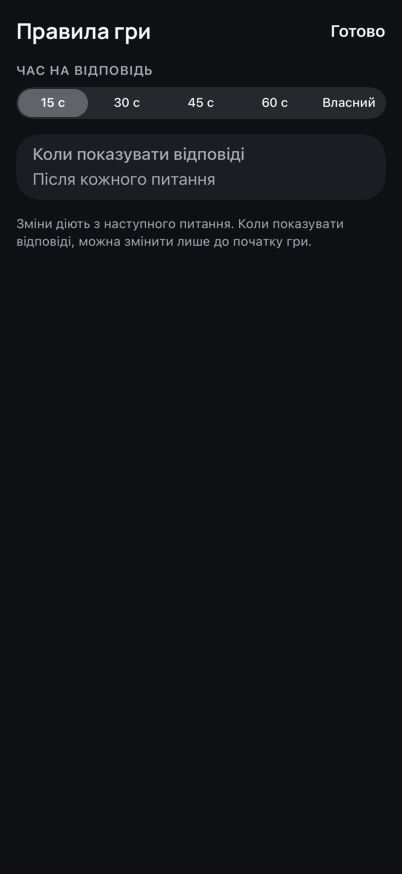 Правила гри
Готово
ЧАС НА ВІДПОВІДЬ
15 с
30 с
45 с
60 с
Власний
Коли показувати відповіді
Після кожного питання
Зміни діють з наступного питання. Коли показувати
відповіді, можна змінити лише до початку гри.